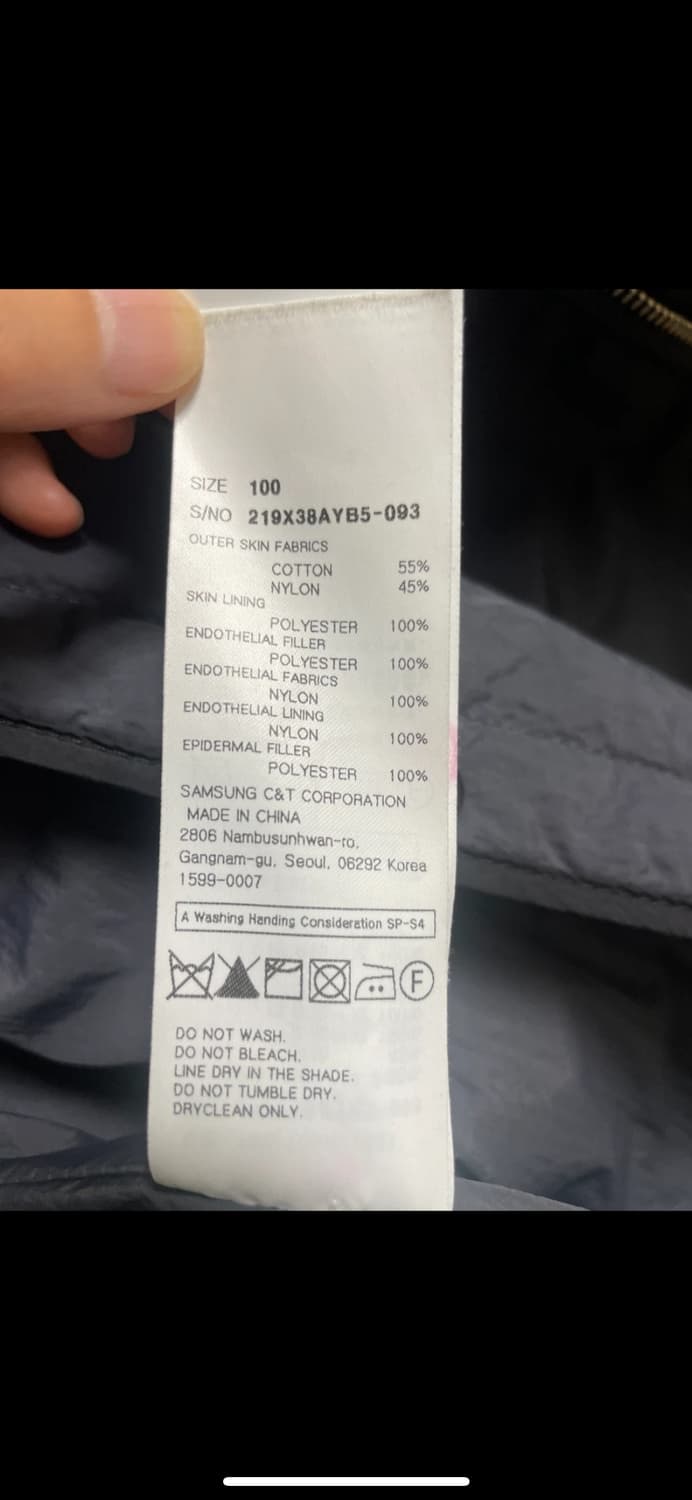 SIZE 100
S/NO 219X38AYB5-093
OUTER SKIN FABRICS
COTTON 55%
NYLON 45%
SKIN LINING
POLYESTER 100%
ENDOTHELIAL FILLER
POLYESTER 100%
ENDOTHELIAL FABRICS
NYLON 100%
ENDOTHELIAL LINING
NYLON 100%
EPIDERMAL FILLER
POLYESTER 100%
SAMSUNG C&T CORPORATION
MADE IN CHINA
2806 Nambusunhwan-ro,
Gangnam-gu, Seoul, 06292 Korea
1599-0007
A Washing Handing Consideration SP-S4
F
DO NOT WASH.
DO NOT BLEACH.
LINE DRY IN THE SHADE.
DO NOT TUMBLE DRY.
DRYCLEAN ONLY.